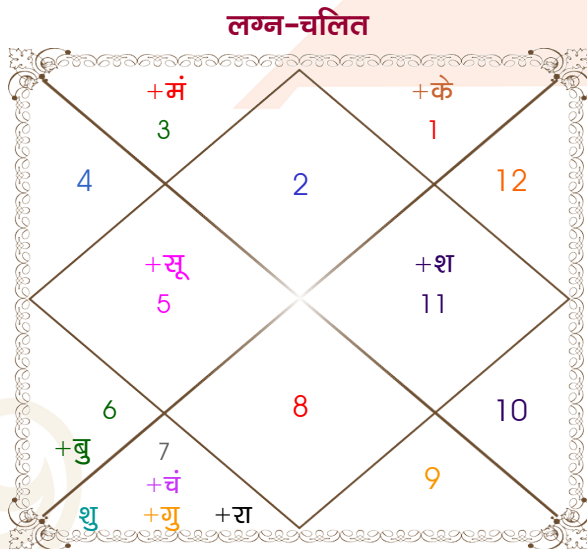 लग्न-चलित
+मं +के
3 1
4 2 12
+सू +श
5 11
6 8 10
+बु 7 9
+चं
शु +गु +रा